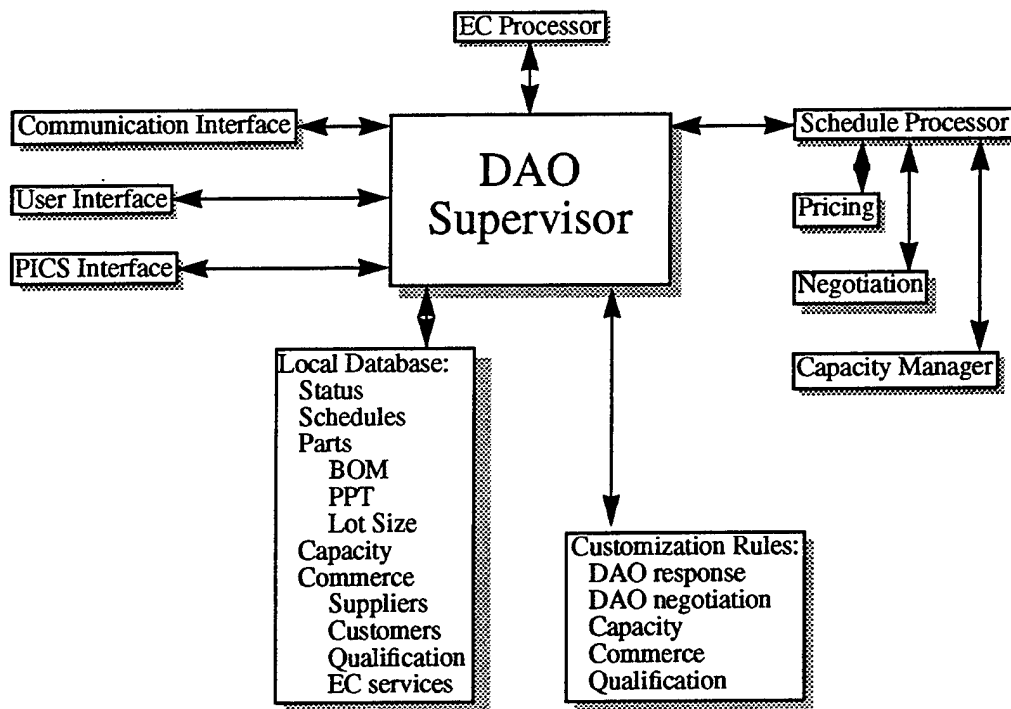 EC Processor
Communication Interface
DAO
Supervisor
Schedule Processor
User Interface
Pricing
PICS Interface
Negotiation
Capacity Manager
Local Database:
Status
Schedules
Parts
BOM
PPT
Lot Size
Capacity
Commerce
Suppliers
Customers
Qualification
EC services
Customization Rules:
DAO response
DAO negotiation
Capacity
Commerce
Qualification